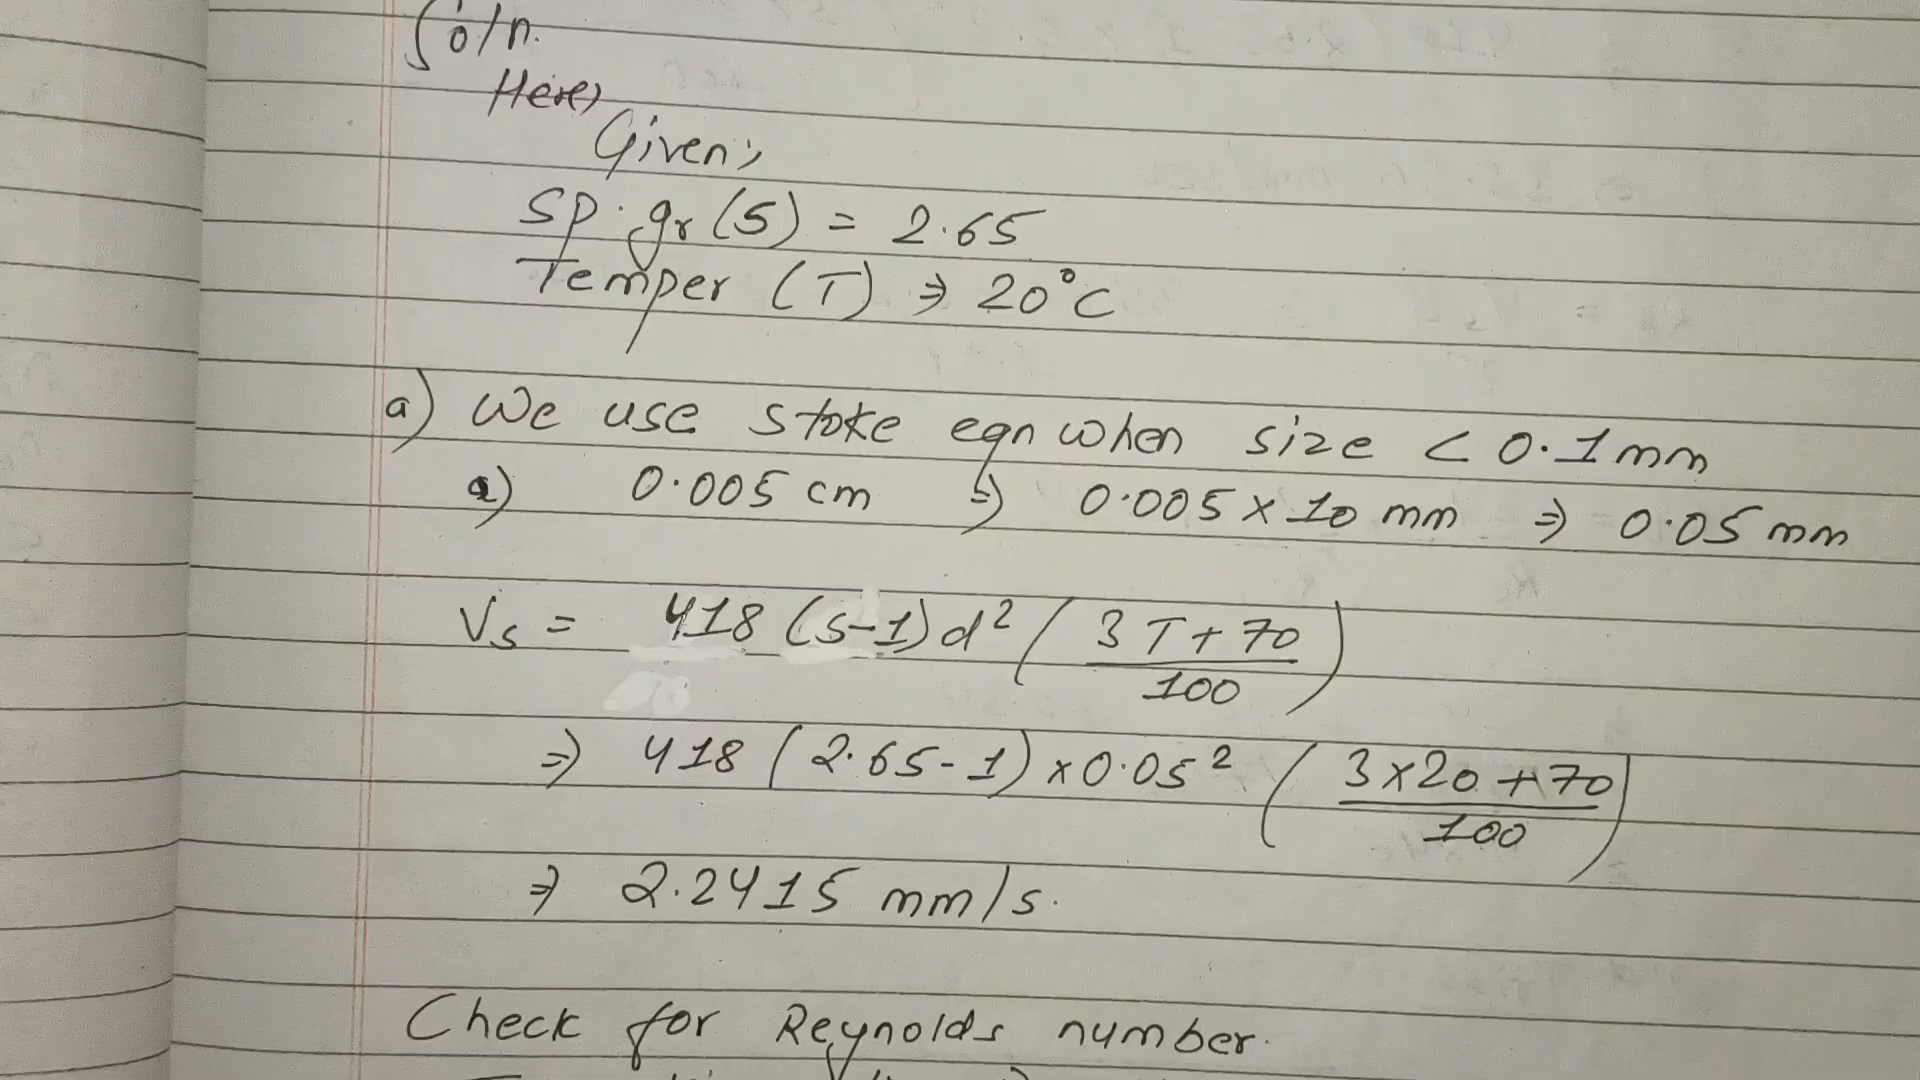 Soln.
Here,
Given,
sp. gr (S) = 2.65
Temper (T) ⇒ 20°C
a) We use stoke eqn when size < 0.1mm
a) 0.005 cm ⇒ 0.005 × 10 mm ⇒ 0.05 mm
Vs = 418 (s-1) d² ( 3T + 70 / 100 )
⇒ 418 ( 2.65 - 1 ) × 0.05² ( 3×20 + 70 / 100 )
⇒ 2.2415 mm/s.
Check for Reynolds number.